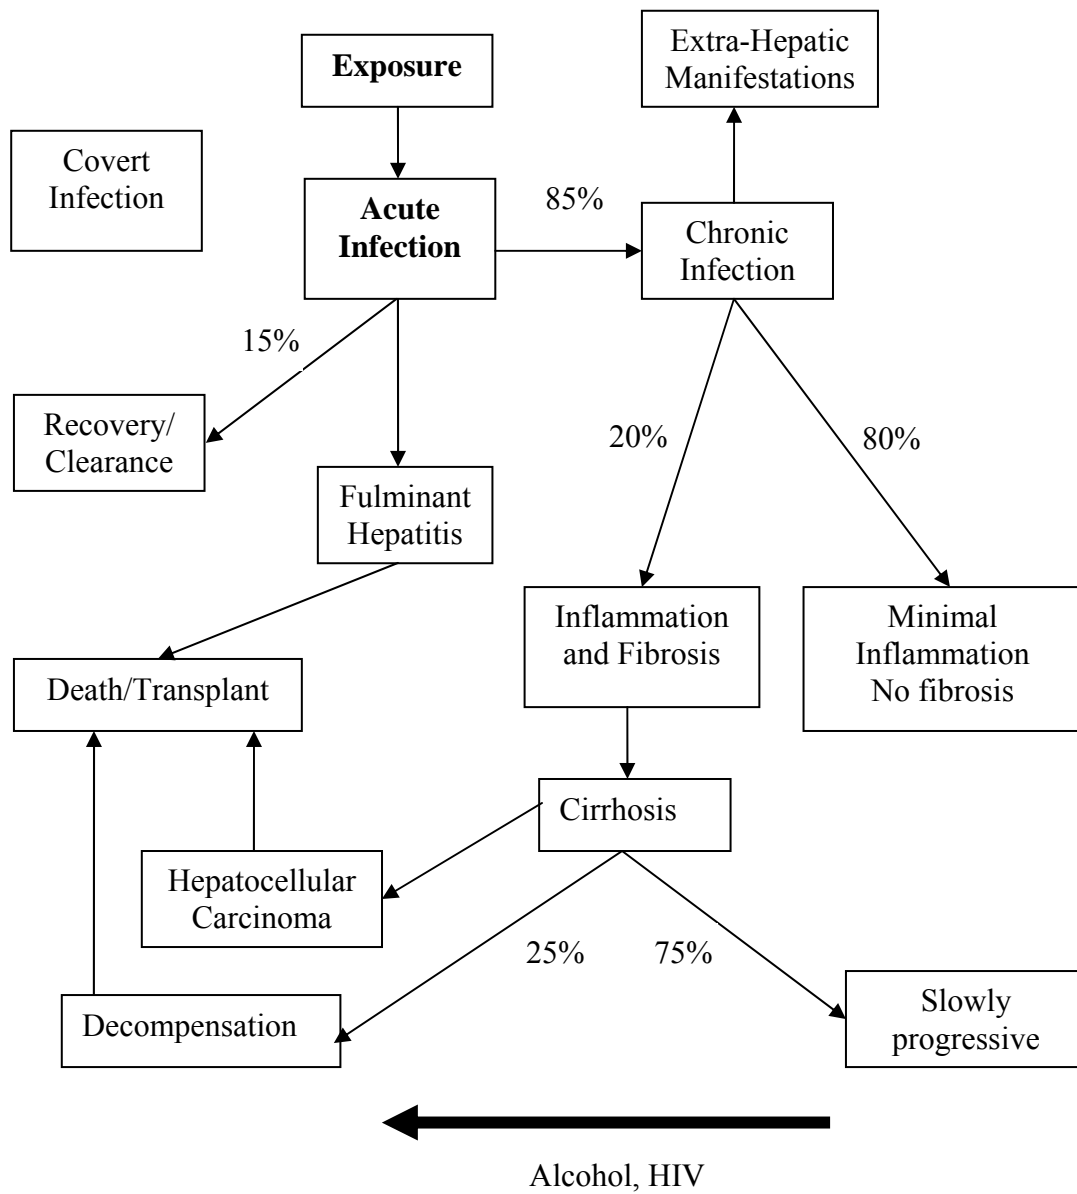 Exposure
Extra-Hepatic
Manifestations
Covert
Infection
Acute
Infection
85%
Chronic
Infection
15%
Recovery/
Clearance
20%
80%
Fulminant
Hepatitis
Inflammation
and Fibrosis
Minimal
Inflammation
No fibrosis
Death/Transplant
Cirrhosis
Hepatocellular
Carcinoma
25%
75%
Decompensation
Slowly
progressive
Alcohol, HIV